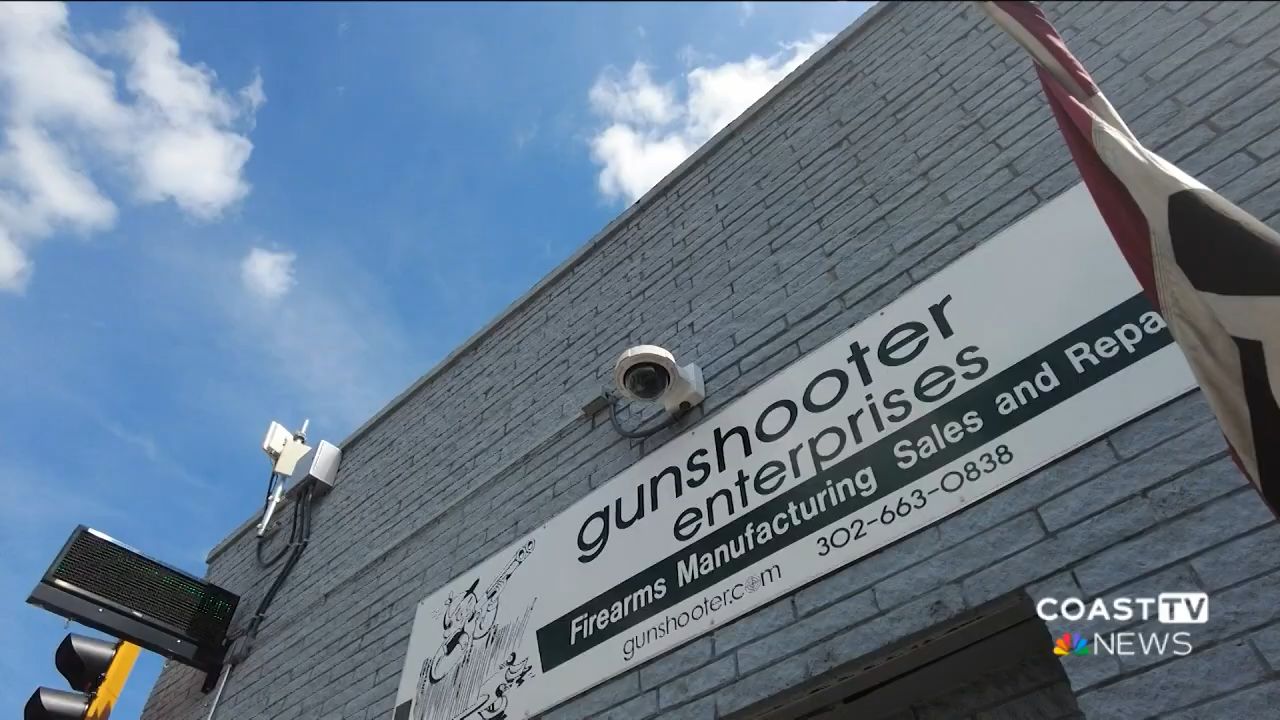 gunshooter
enterprises
Firearms Manufacturing Sales and Repa
gunshooter.com 302-663-0838
COAST TV
NEWS